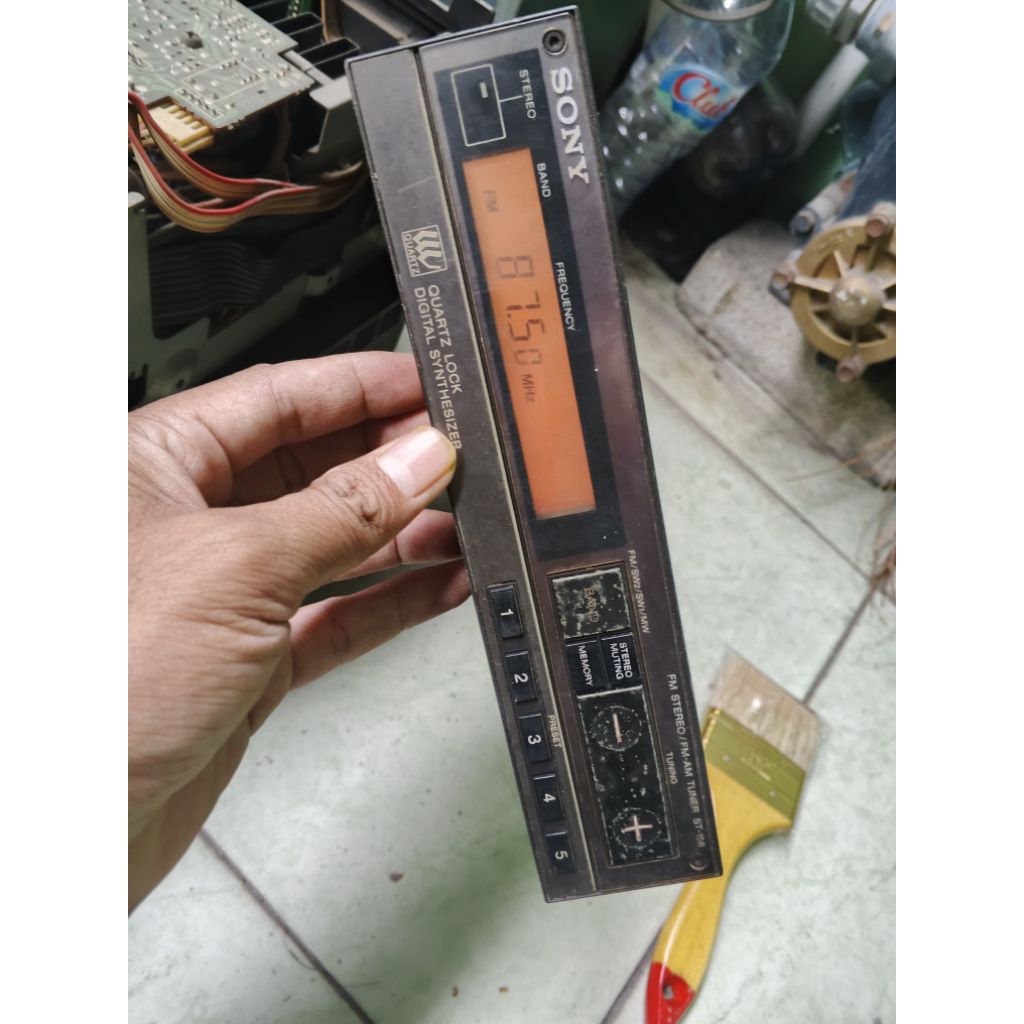 SONY
STEREO
BAND
FREQUENCY
FM
87.50 MHz
QUARTZ
QUARTZ LOCK
DIGITAL SYNTHESIZER
FM/SW2/SW1/MW
BAND
STEREO
MUTING
MEMORY
FM STEREO/FM-AM TUNER
TUNING
−
+
PRESET
1
2
3
4
5
Club